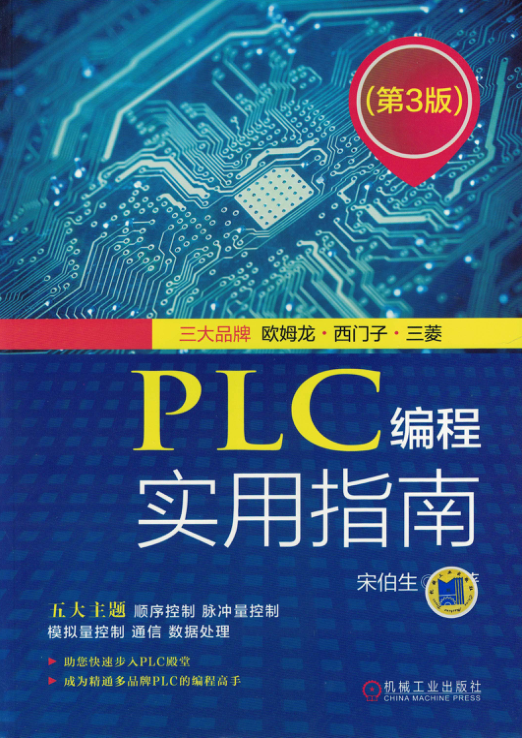 (第3版)
三大品牌 欧姆龙·西门子·三菱
PLC编程
实用指南
宋伯生◎
五大主题 顺序控制 脉冲量控制
模拟量控制 通信 数据处理
▶ 助您快速步入PLC殿堂
▶ 成为精通多品牌PLC的编程高手
机械工业出版社
CHINA MACHINE PRESS